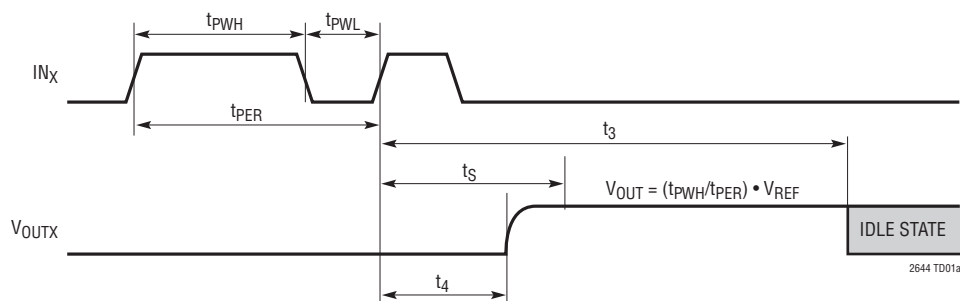 tPWH
tPWL
INX
tPER
t3
tS
VOUT = (tPWH/tPER) • VREF
VOUTX
IDLE STATE
t4
2644 TD01a